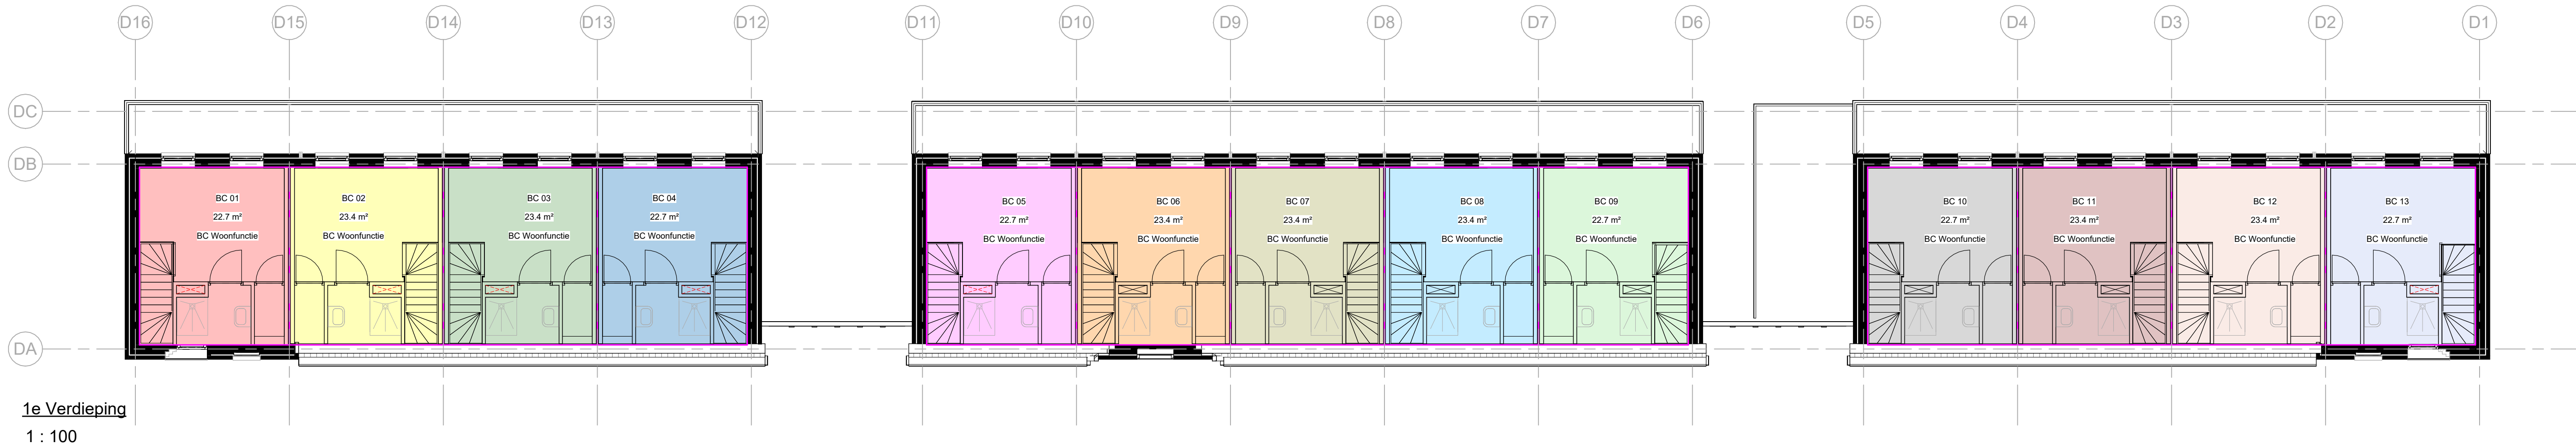 D16 D15 D14 D13 D12 D11 D10 D9 D8 D7 D6 D5 D4 D3 D2 D1
DC
DB
BC 01
22.7 m²
BC Woonfunctie
BC 02
23.4 m²
BC Woonfunctie
BC 03
23.4 m²
BC Woonfunctie
BC 04
22.7 m²
BC Woonfunctie
BC 05
22.7 m²
BC Woonfunctie
BC 06
23.4 m²
BC Woonfunctie
BC 07
23.4 m²
BC Woonfunctie
BC 08
23.4 m²
BC Woonfunctie
BC 09
22.7 m²
BC Woonfunctie
BC 10
22.7 m²
BC Woonfunctie
BC 11
23.4 m²
BC Woonfunctie
BC 12
23.4 m²
BC Woonfunctie
BC 13
22.7 m²
BC Woonfunctie
DA
1e Verdieping
1 : 100